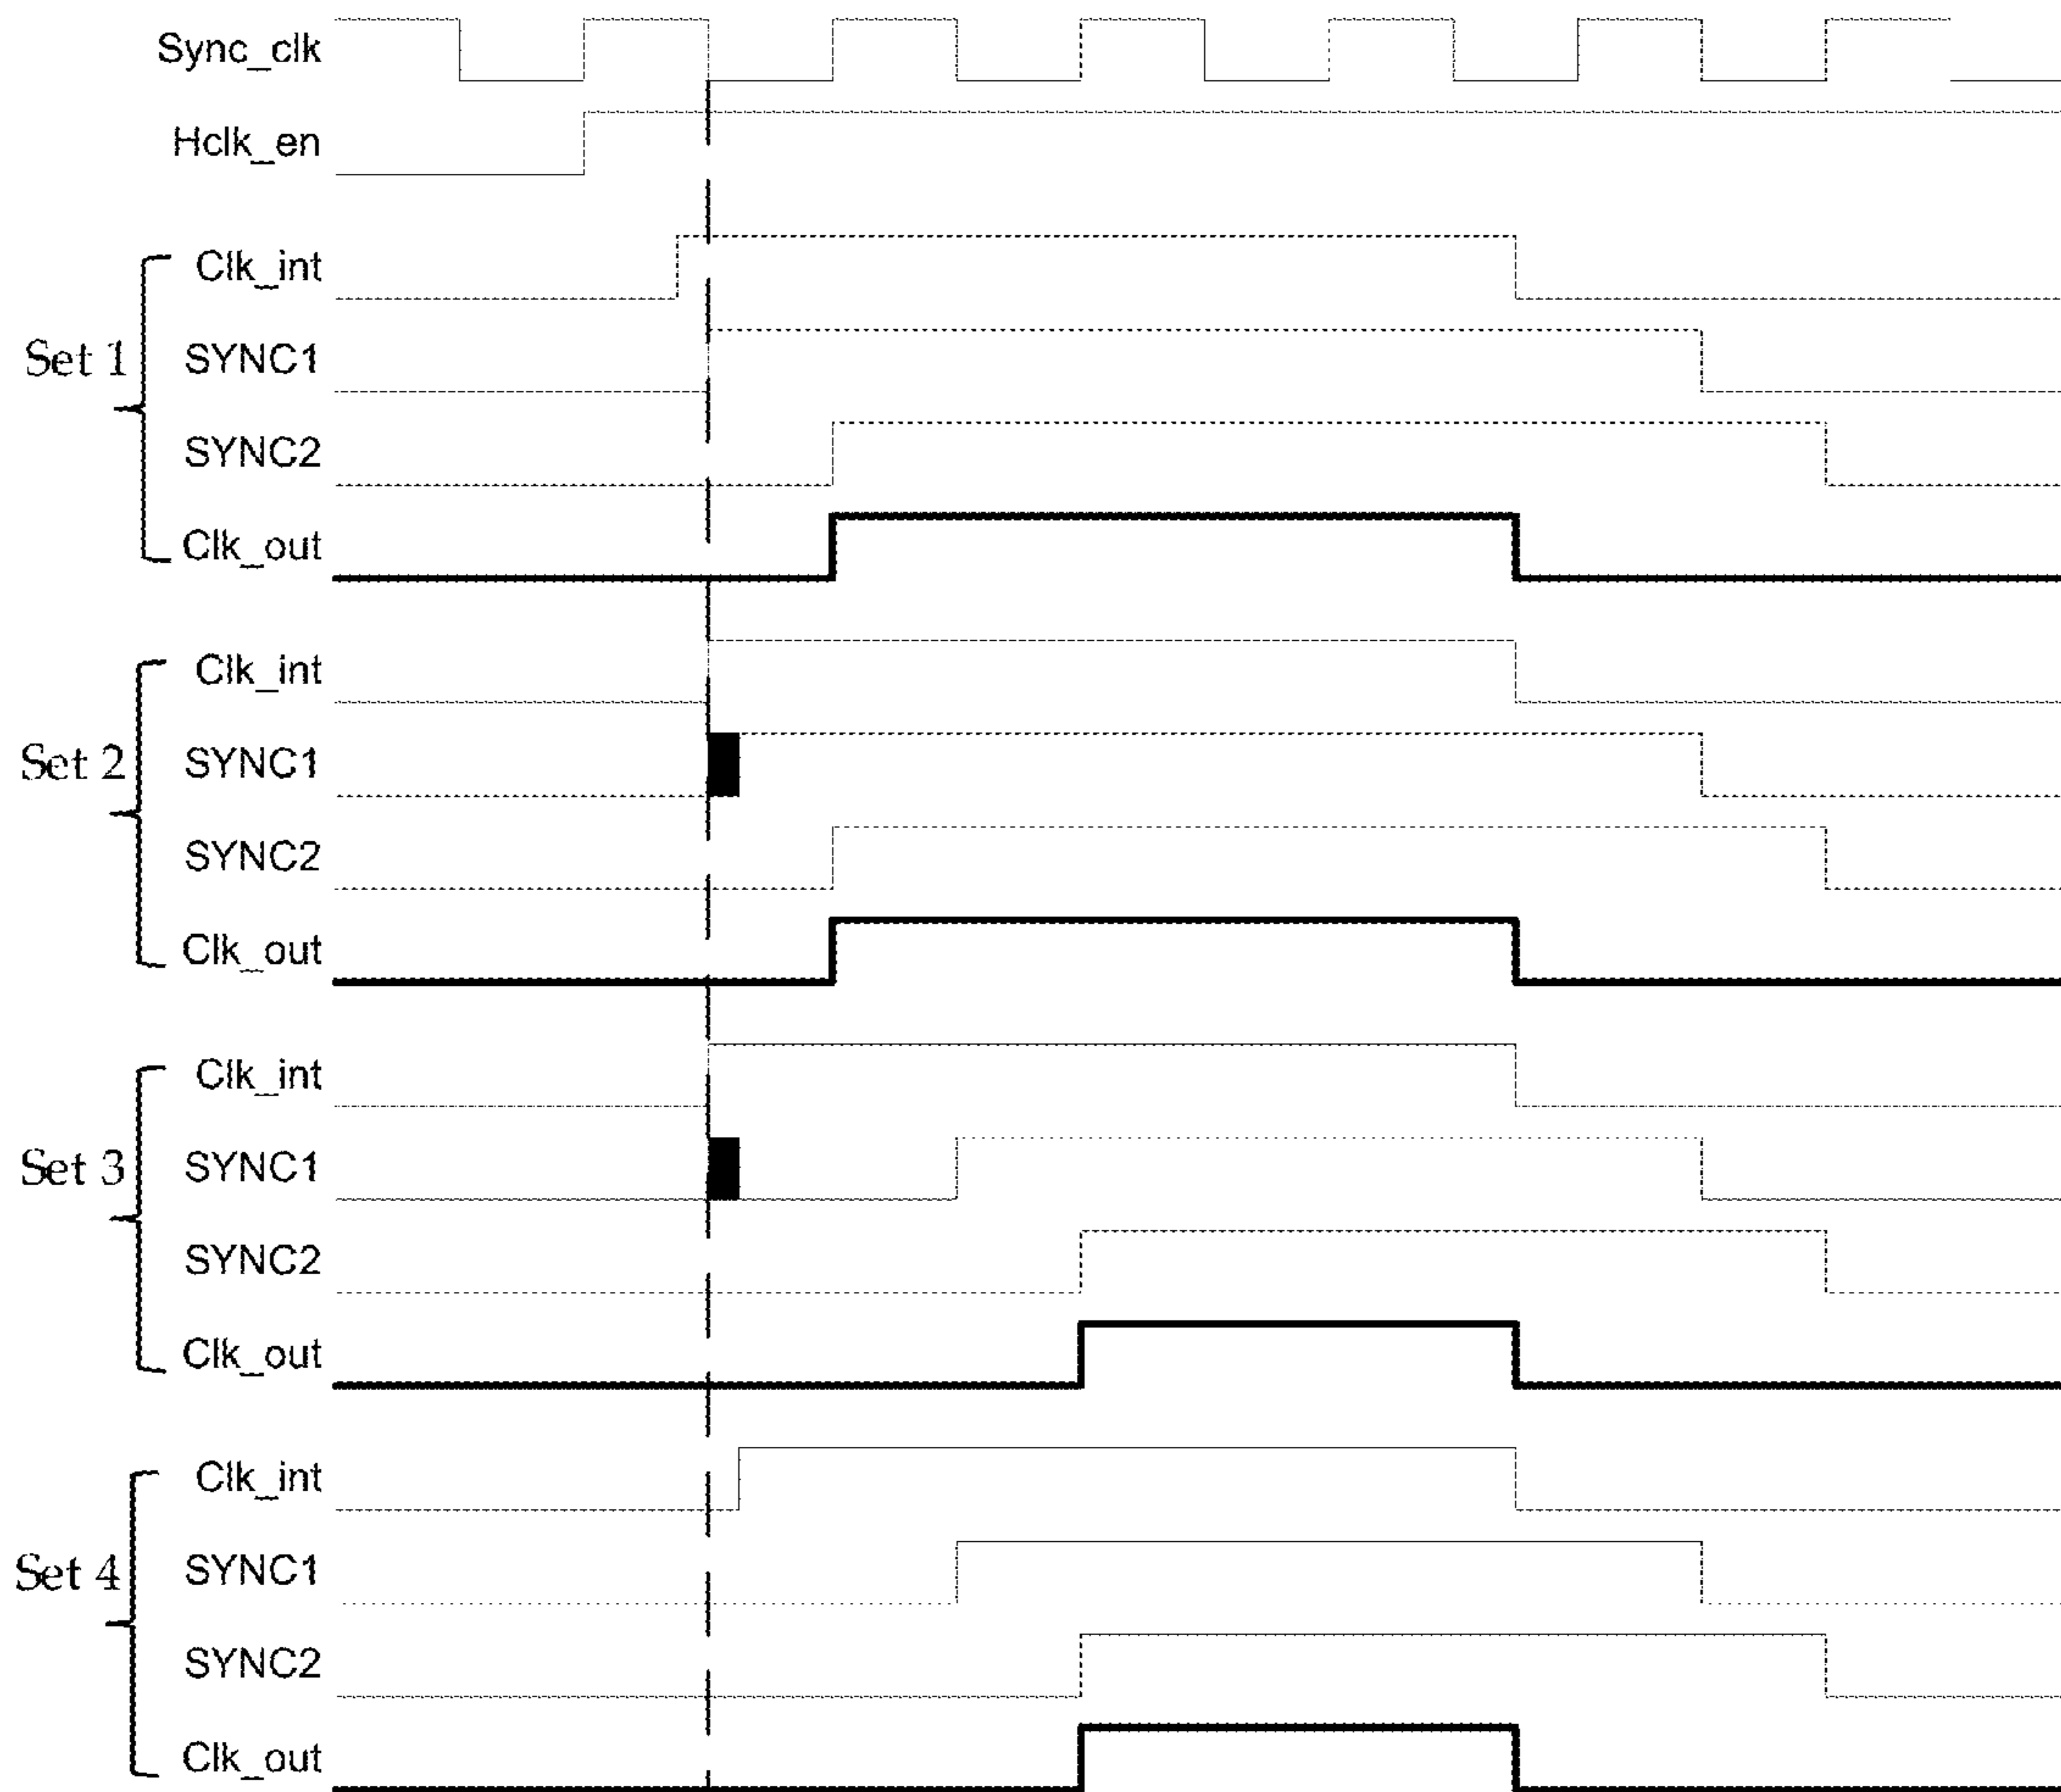 Sync_clk
Hclk_en
Set 1
Clk_int
SYNC1
SYNC2
Clk_out
Set 2
Clk_int
SYNC1
SYNC2
Clk_out
Set 3
Clk_int
SYNC1
SYNC2
Clk_out
Set 4
Clk_int
SYNC1
SYNC2
Clk_out